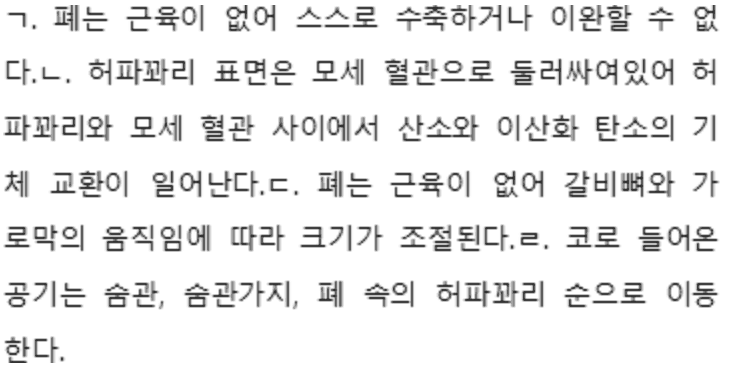 ㄱ. 폐는 근육이 없어 스스로 수축하거나 이완할 수 없
다.ㄴ. 허파꽈리 표면은 모세 혈관으로 둘러싸여있어 허
파꽈리와 모세 혈관 사이에서 산소와 이산화 탄소의 기
체 교환이 일어난다.ㄷ. 폐는 근육이 없어 갈비뼈와 가
로막의 움직임에 따라 크기가 조절된다.ㄹ. 코로 들어온
공기는 숨관, 숨관가지, 폐 속의 허파꽈리 순으로 이동
한다.